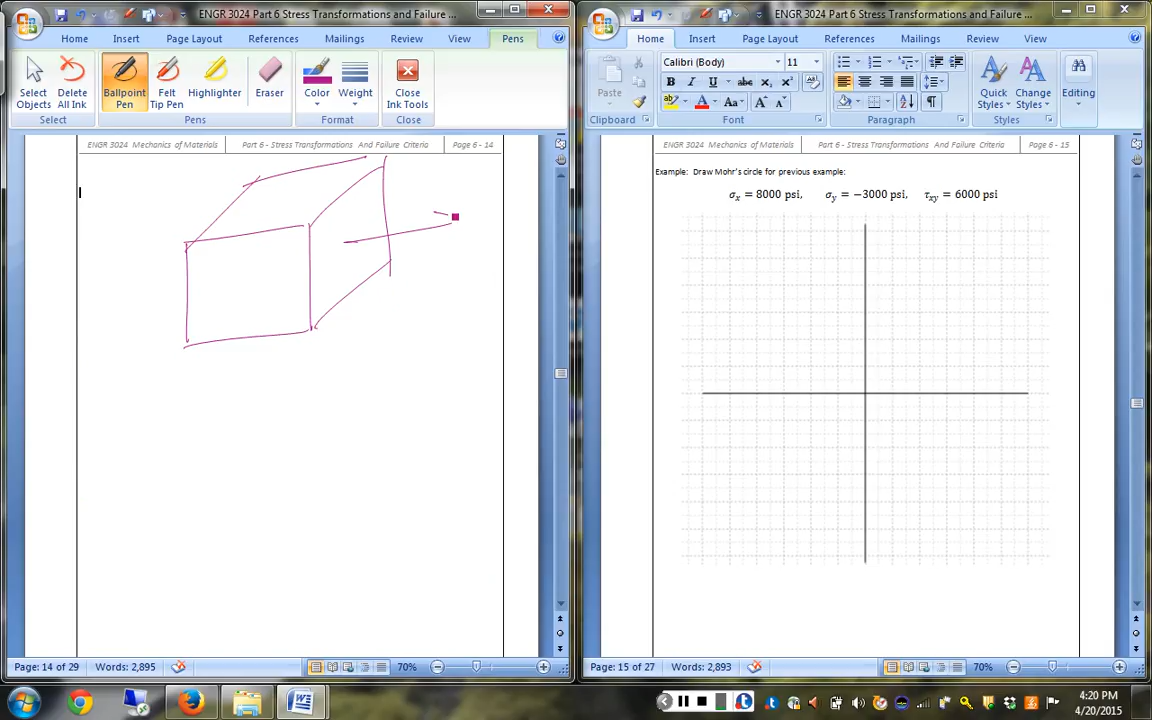 ENGR 3024 Part 6 Stress Transformations and Failure ...
Home Insert Page Layout References Mailings Review View Pens
Select Objects
Delete All Ink
Ballpoint Pen
Felt Tip Pen
Highlighter
Eraser
Color
Weight
Close Ink Tools
Select Pens Format Close
ENGR 3024 Mechanics of Materials Part 6 - Stress Transformations And Failure Criteria Page 6 - 14
Page: 14 of 29 Words: 2,895 70%
ENGR 3024 Part 6 Stress Transformations and Failure ...
Home Insert Page Layout References Mailings Review View
Paste
Calibri (Body) 11
B I U abc x₂ x²
A Aa A A
Quick Styles
Change Styles
Editing
Clipboard Font Paragraph Styles
ENGR 3024 Mechanics of Materials Part 6 - Stress Transformations And Failure Criteria Page 6 - 15
Example: Draw Mohr's circle for previous example:
σx = 8000 psi, σy = −3000 psi, τxy = 6000 psi
Page: 15 of 27 Words: 2,893 70%
4:20 PM
4/20/2015